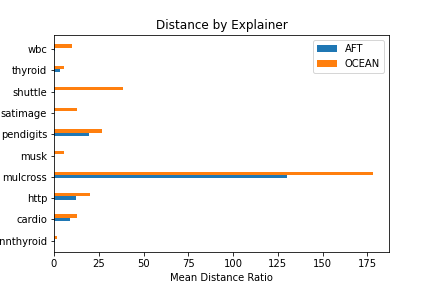 Distance by Explainer
AFT
OCEAN
wbc
thyroid
shuttle
satimage
pendigits
musk
mulcross
http
cardio
nnthyroid
0 25 50 75 100 125 150 175
Mean Distance Ratio